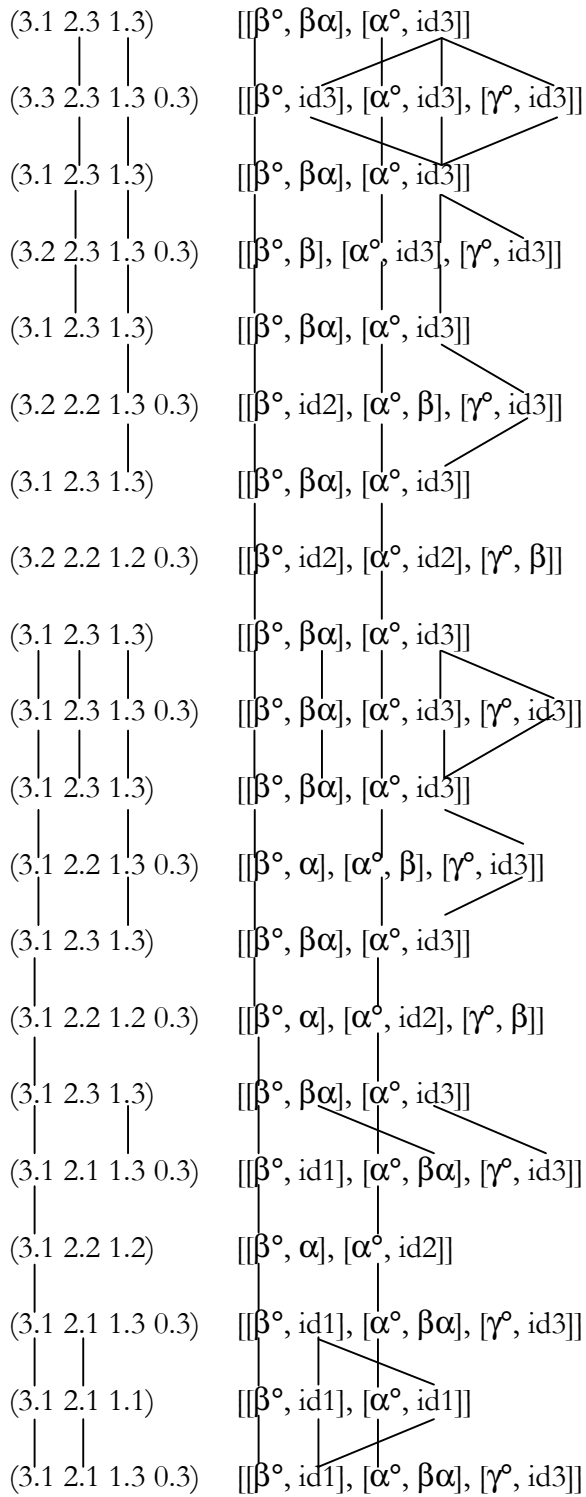 (3.1 2.3 1.3) [[β°, βα], [α°, id3]]
(3.3 2.3 1.3 0.3) [[β°, id3], [α°, id3], [γ°, id3]]
(3.1 2.3 1.3) [[β°, βα], [α°, id3]]
(3.2 2.3 1.3 0.3) [[β°, β], [α°, id3], [γ°, id3]]
(3.1 2.3 1.3) [[β°, βα], [α°, id3]]
(3.2 2.2 1.3 0.3) [[β°, id2], [α°, β], [γ°, id3]]
(3.1 2.3 1.3) [[β°, βα], [α°, id3]]
(3.2 2.2 1.2 0.3) [[β°, id2], [α°, id2], [γ°, β]]
(3.1 2.3 1.3) [[β°, βα], [α°, id3]]
(3.1 2.3 1.3 0.3) [[β°, βα], [α°, id3], [γ°, id3]]
(3.1 2.3 1.3) [[β°, βα], [α°, id3]]
(3.1 2.2 1.3 0.3) [[β°, α], [α°, β], [γ°, id3]]
(3.1 2.3 1.3) [[β°, βα], [α°, id3]]
(3.1 2.2 1.2 0.3) [[β°, α], [α°, id2], [γ°, β]]
(3.1 2.3 1.3) [[β°, βα], [α°, id3]]
(3.1 2.1 1.3 0.3) [[β°, id1], [α°, βα], [γ°, id3]]
(3.1 2.2 1.2) [[β°, α], [α°, id2]]
(3.1 2.1 1.3 0.3) [[β°, id1], [α°, βα], [γ°, id3]]
(3.1 2.1 1.1) [[β°, id1], [α°, id1]]
(3.1 2.1 1.3 0.3) [[β°, id1], [α°, βα], [γ°, id3]]